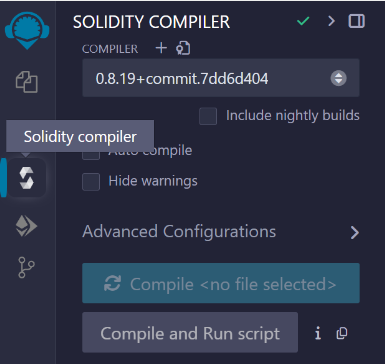 SOLIDITY COMPILER
COMPILER
0.8.19+commit.7dd6d404
Include nightly builds
Solidity compiler
Auto compile
Hide warnings
Advanced Configurations
Compile <no file selected>
Compile and Run script